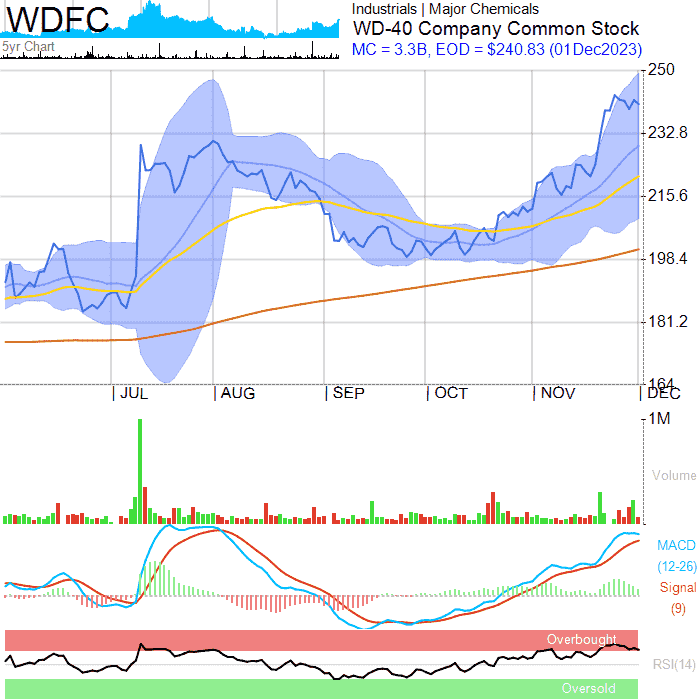 WDFC
5yr Chart
Industrials | Major Chemicals
WD-40 Company Common Stock
MC = 3.3B, EOD = $240.83 (01Dec2023)
250
232.8
215.6
198.4
181.2
164
JUL AUG SEP OCT NOV DEC
1M
Volume
MACD
(12-26)
Signal
(9)
Overbought
RSI(14)
Oversold